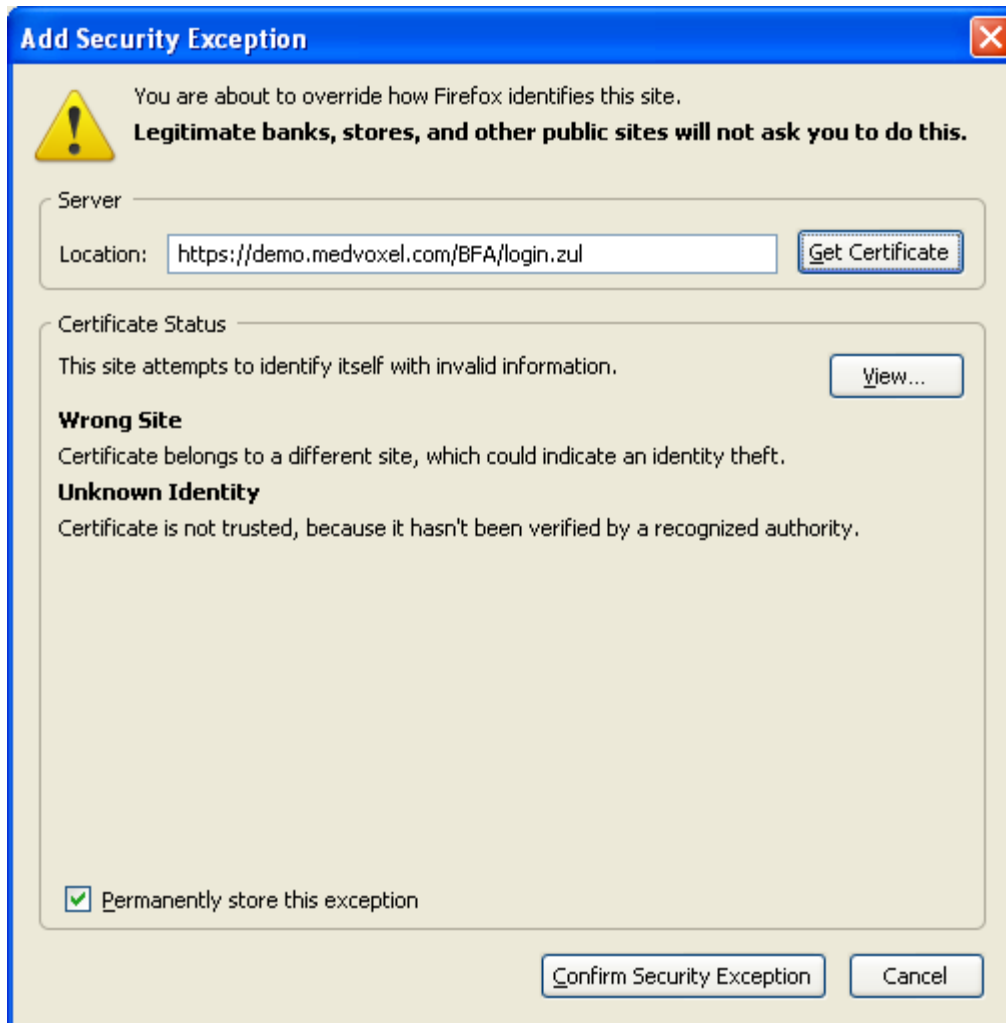 Add Security Exception
You are about to override how Firefox identifies this site.
Legitimate banks, stores, and other public sites will not ask you to do this.
Server
Location: https://demo.medvoxel.com/BFA/login.zul Get Certificate
Certificate Status
This site attempts to identify itself with invalid information.
View...
Wrong Site
Certificate belongs to a different site, which could indicate an identity theft.
Unknown Identity
Certificate is not trusted, because it hasn't been verified by a recognized authority.
Permanently store this exception
Confirm Security Exception Cancel